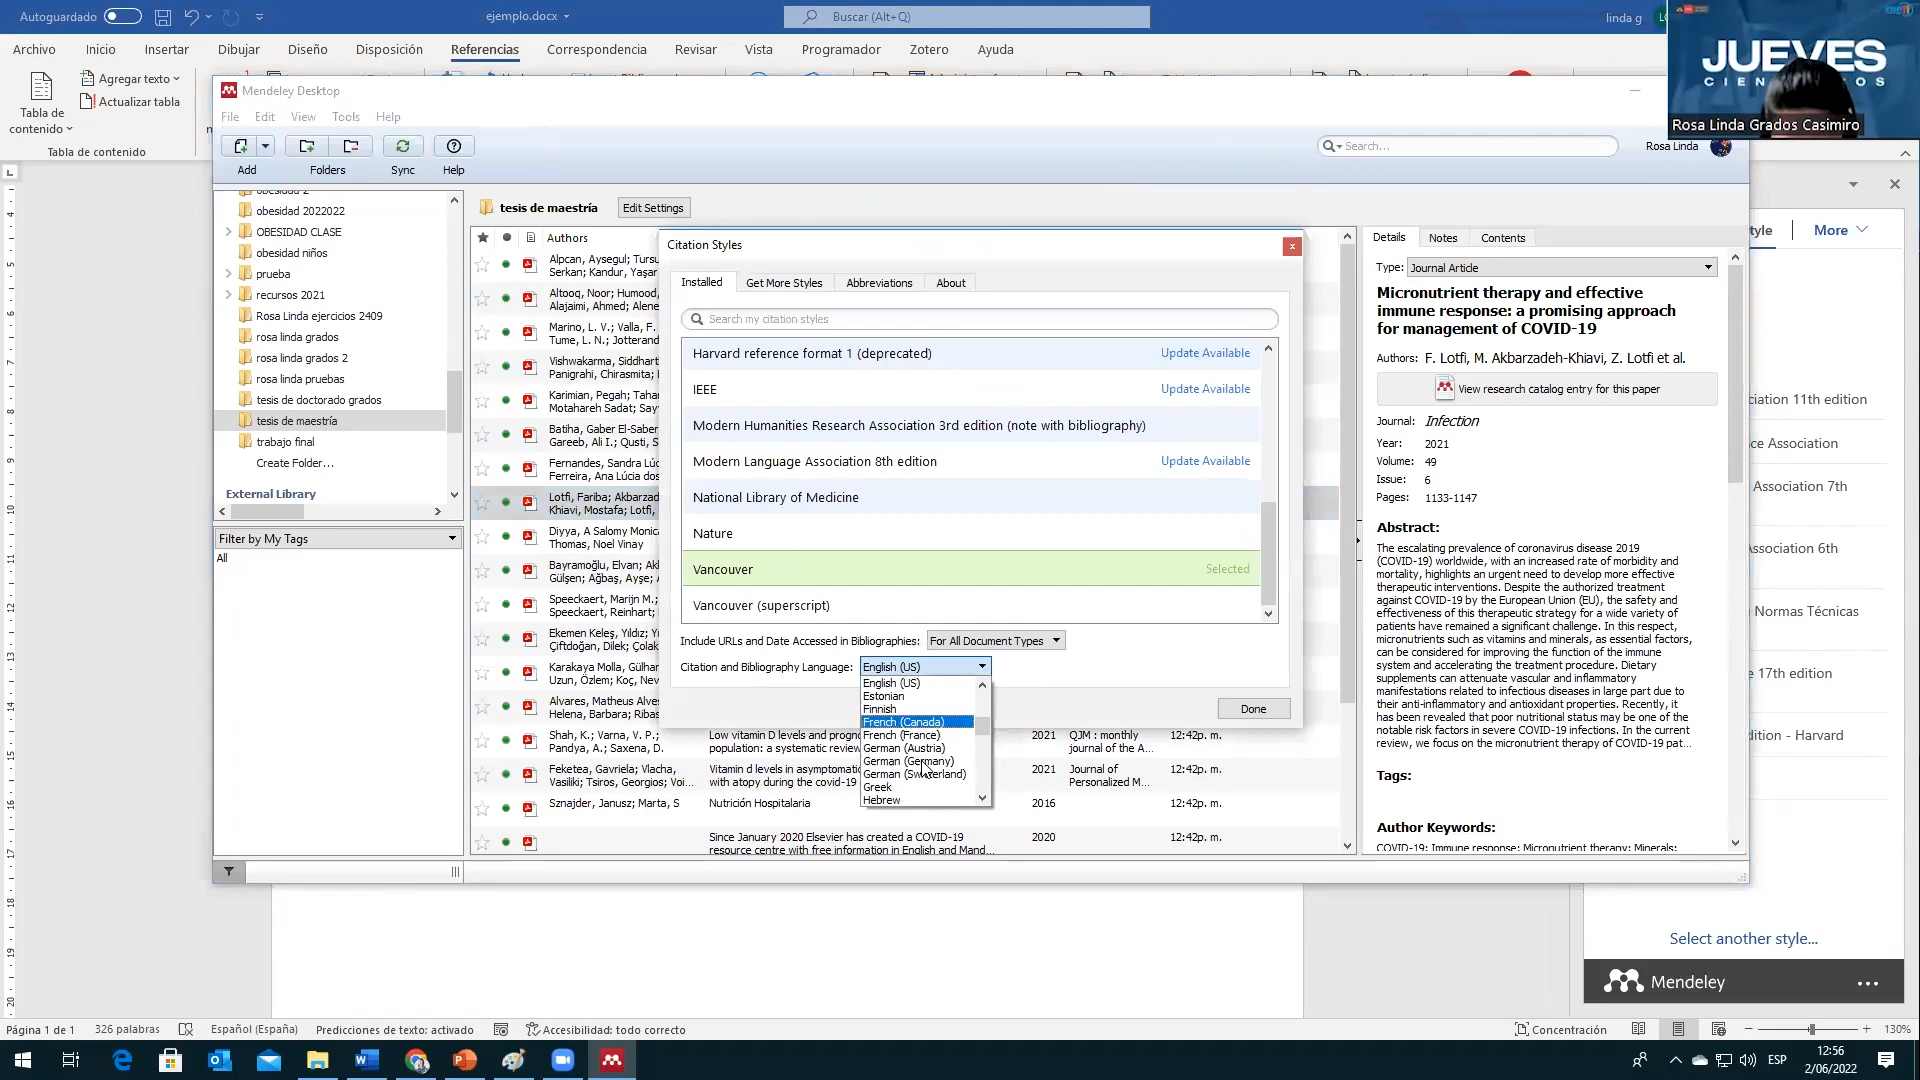 Autoguardado
ejemplo.docx
Buscar (Alt+Q)
linda g
Archivo
Inicio
Insertar
Dibujar
Diseño
Disposición
Referencias
Correspondencia
Revisar
Vista
Programador
Zotero
Ayuda
Tabla de
contenido
Agregar texto
Actualizar tabla
Tabla de contenido
JUEVES
Rosa Linda Grados Casimiro
Mendeley Desktop
File
Edit
View
Tools
Help
Add
Folders
Sync
Help
Search...
Rosa Linda
obesidad 2
obesidad 2022022
OBESIDAD CLASE
obesidad niños
prueba
recursos 2021
Rosa Linda ejercicios 2409
rosa linda grados
rosa linda grados 2
rosa linda pruebas
tesis de doctorado grados
tesis de maestría
trabajo final
Create Folder...
External Library
Filter by My Tags
All
tesis de maestría
Edit Settings
Authors
Alpcan, Aysegul; Tursu
Serkan; Kandur, Yaşar
Altooq, Noor; Humood,
Alajaimi, Ahmed; Alene
Marino, L. V.; Valla, F.
Tume, L. N.; Jotterand
Vishwakarma, Siddhart
Panigrahi, Chirasmita;
Karimian, Pegah; Tahar
Motahareh Sadat; Say
Batiha, Gaber El-Saber
Gareeb, Ali I.; Qusti, S
Fernandes, Sandra Lúc
Ferreira, Ana Lúcia dos
Lotfi, Fariba; Akbarzad
Khiavi, Mostafa; Lotfi,
Diyya, A Salomy Monica
Thomas, Noel Vinay
Bayramoğlu, Elvan; Akl
Gülşen; Ağbaş, Ayşe;
Speeckaert, Marijn M.;
Speeckaert, Reinhart;
Ekemen Keleş, Yıldız; Y
Çiftdoğan, Dilek; Çolak,
Karakaya Molla, Gülhar
Uzun, Özlem; Koç, Nev
Alvares, Matheus Alves
Helena, Barbara; Ribas
Shah, K.; Varna, V. P.;
Pandya, A.; Saxena, D.
Low vitamin D levels and progno
population: a systematic review
2021
QJM : monthly
journal of the A...
12:42p. m.
Feketea, Gavriela; Vlacha,
Vasiliki; Tsiros, Georgios; Voi...
Vitamin d levels in asymptomatic
with atopy during the covid-19
2021
Journal of
Personalized M...
12:42p. m.
Sznajder, Janusz; Marta, S
Nutrición Hospitalaria
2016
12:42p. m.
Since January 2020 Elsevier has created a COVID-19
resource centre with free information in English and Mand...
2020
12:42p. m.
Citation Styles
Installed
Get More Styles
Abbreviations
About
Search my citation styles
Harvard reference format 1 (deprecated)
Update Available
IEEE
Update Available
Modern Humanities Research Association 3rd edition (note with bibliography)
Modern Language Association 8th edition
Update Available
National Library of Medicine
Nature
Vancouver
Selected
Vancouver (superscript)
Include URLs and Date Accessed in Bibliographies:
For All Document Types
Citation and Bibliography Language:
English (US)
English (US)
Estonian
Finnish
French (Canada)
French (France)
German (Austria)
German (Germany)
German (Switzerland)
Greek
Hebrew
Done
Details
Notes
Contents
Type:
Journal Article
Micronutrient therapy and effective
immune response: a promising approach
for management of COVID-19
Authors: F. Lotfi, M. Akbarzadeh-Khiavi, Z. Lotfi et al.
View research catalog entry for this paper
Journal: Infection
Year: 2021
Volume: 49
Issue: 6
Pages: 1133-1147
Abstract:
The escalating prevalence of coronavirus disease 2019
(COVID-19) worldwide, with an increased rate of morbidity and
mortality, highlights an urgent need to develop more effective
therapeutic interventions. Despite the authorized treatment
against COVID-19 by the European Union (EU), the safety and
effectiveness of this therapeutic strategy for a wide variety of
patients have remained a significant challenge. In this respect,
micronutrients such as vitamins and minerals, as essential factors,
can be considered for improving the function of the immune
system and accelerating the treatment procedure. Dietary
supplements can attenuate vascular and inflammatory
manifestations related to infectious diseases in large part due to
their anti-inflammatory and antioxidant properties. Recently, it
has been revealed that poor nutritional status may be one of the
notable risk factors in severe COVID-19 infections. In the current
review, we focus on the micronutrient therapy of COVID-19 pat...
Tags:
Author Keywords:
COVID-19; Immune response; Micronutrient therapy; Minerals;
tyle
More
ciation 11th edition
ce Association
Association 7th
ssociation 6th
Normas Técnicas
e 17th edition
dition - Harvard
Select another style...
Mendeley
Página 1 de 1
326 palabras
Español (España)
Predicciones de texto: activado
Accesibilidad: todo correcto
Concentración
130%
ESP
12:56
2/06/2022